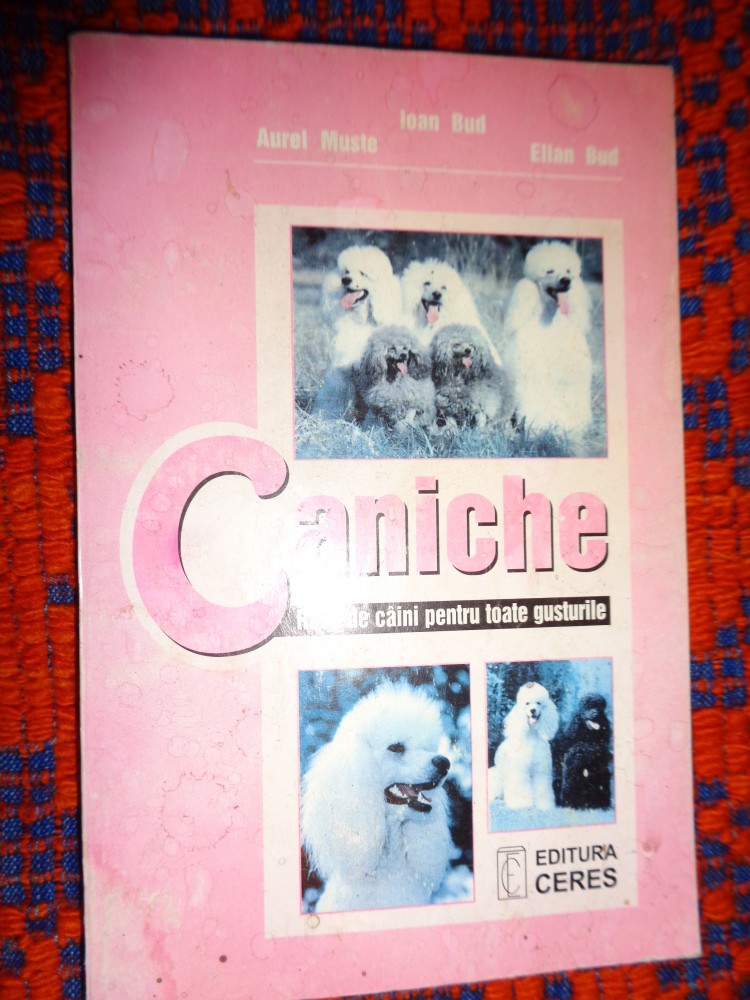 Ioan Bud
Aurel Muste
Elian Bud
Caniche
de câini pentru toate gusturile
EDITURA
CERES